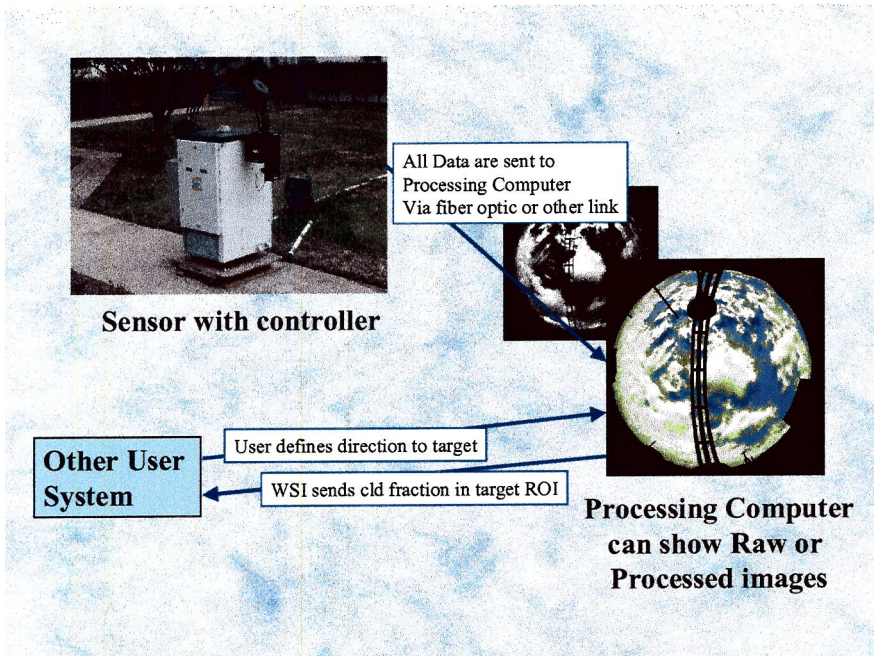 All Data are sent to
Processing Computer
Via fiber optic or other link
Sensor with controller
User defines direction to target
Other User
System
WSI sends cld fraction in target ROI
Processing Computer
can show Raw or
Processed images